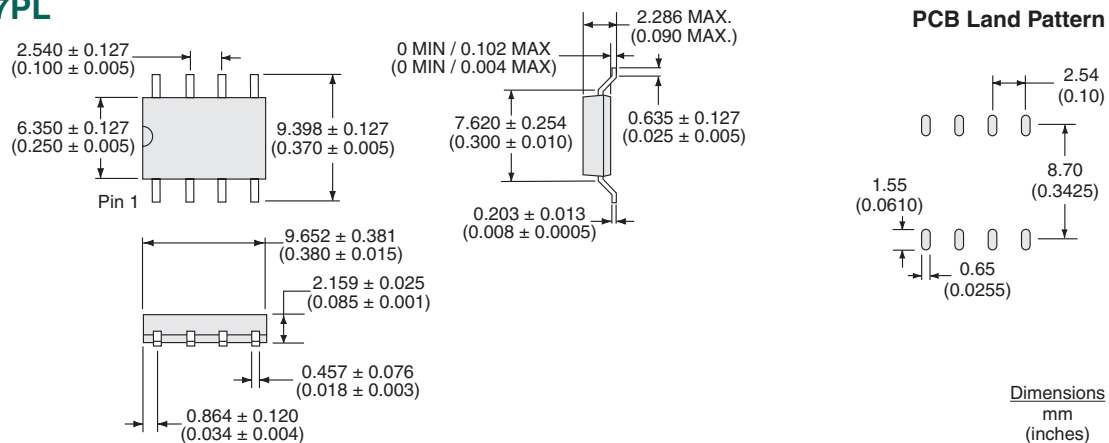 7PL
2.540 ± 0.127
(0.100 ± 0.005)
6.350 ± 0.127
(0.250 ± 0.005)
9.398 ± 0.127
(0.370 ± 0.005)
Pin 1
9.652 ± 0.381
(0.380 ± 0.015)
2.159 ± 0.025
(0.085 ± 0.001)
0.457 ± 0.076
(0.018 ± 0.003)
0.864 ± 0.120
(0.034 ± 0.004)
2.286 MAX.
(0.090 MAX.)
0 MIN / 0.102 MAX
(0 MIN / 0.004 MAX)
7.620 ± 0.254
(0.300 ± 0.010)
0.635 ± 0.127
(0.025 ± 0.005)
0.203 ± 0.013
(0.008 ± 0.0005)
PCB Land Pattern
2.54
(0.10)
8.70
(0.3425)
1.55
(0.0610)
0.65
(0.0255)
Dimensions
mm
(inches)